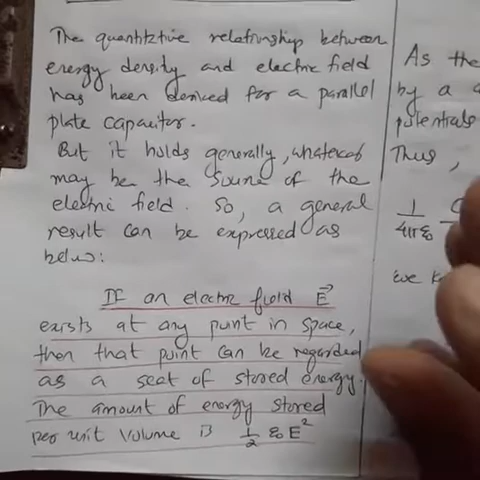 The quantitative relationship between
energy density and electric field
has been derived for a parallel
plate capacitor.
But it holds generally, whatever
may be the source of the
electric field. So, a general
result can be expressed as
below:
If an electric field E⃗
exists at any point in space,
then that point can be regarded
as a seat of stored energy.
The amount of energy stored
per unit volume is 1/2 ε0 E²
As the
by a
potentials
Thus,
1/4πε0
we k